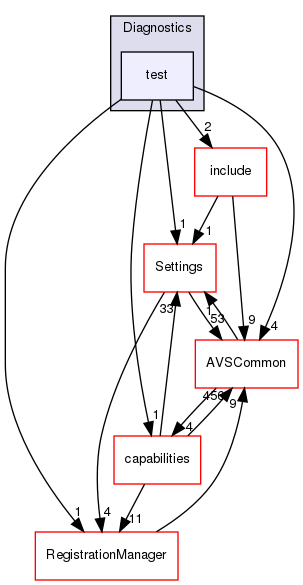 Diagnostics
test
2
include
1
1
Settings
33
1
53
9
4
AVSCommon
456
9
1
4
capabilities
1
4
11
RegistrationManager